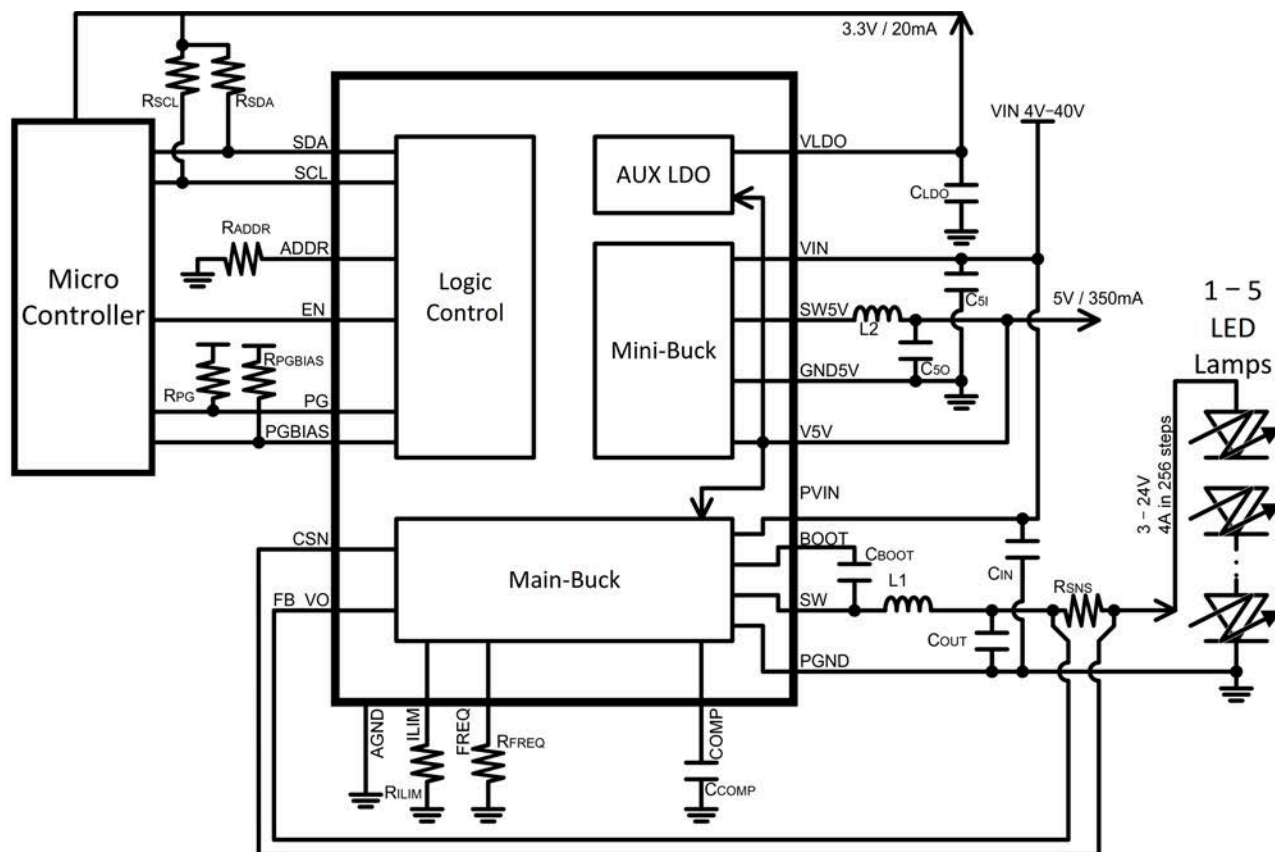 3.3V / 20mA
RSCL
RSDA
VIN 4V–40V
SDA
VLDO
AUX LDO
SCL
CLDO
RADDR
ADDR
VIN
Micro
Controller
Logic
Control
C5I
1 – 5
LED
Lamps
EN
SW5V
5V / 350mA
L2
Mini-Buck
RPGBIAS
C5O
GND5V
RPG
PG
PGBIAS
V5V
3 – 24V
4A in 256 steps
PVIN
CSN
BOOT
CBOOT
Main-Buck
L1
CIN
RSNS
FB VO
SW
COUT
PGND
AGND
ILIM
FREQ
COMP
RFREQ
RILIM
CCOMP